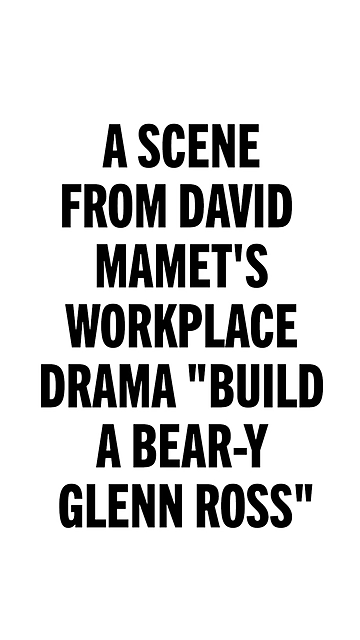 A SCENE
FROM DAVID
MAMET'S
WORKPLACE
DRAMA "BUILD
A BEAR-Y
GLENN ROSS"